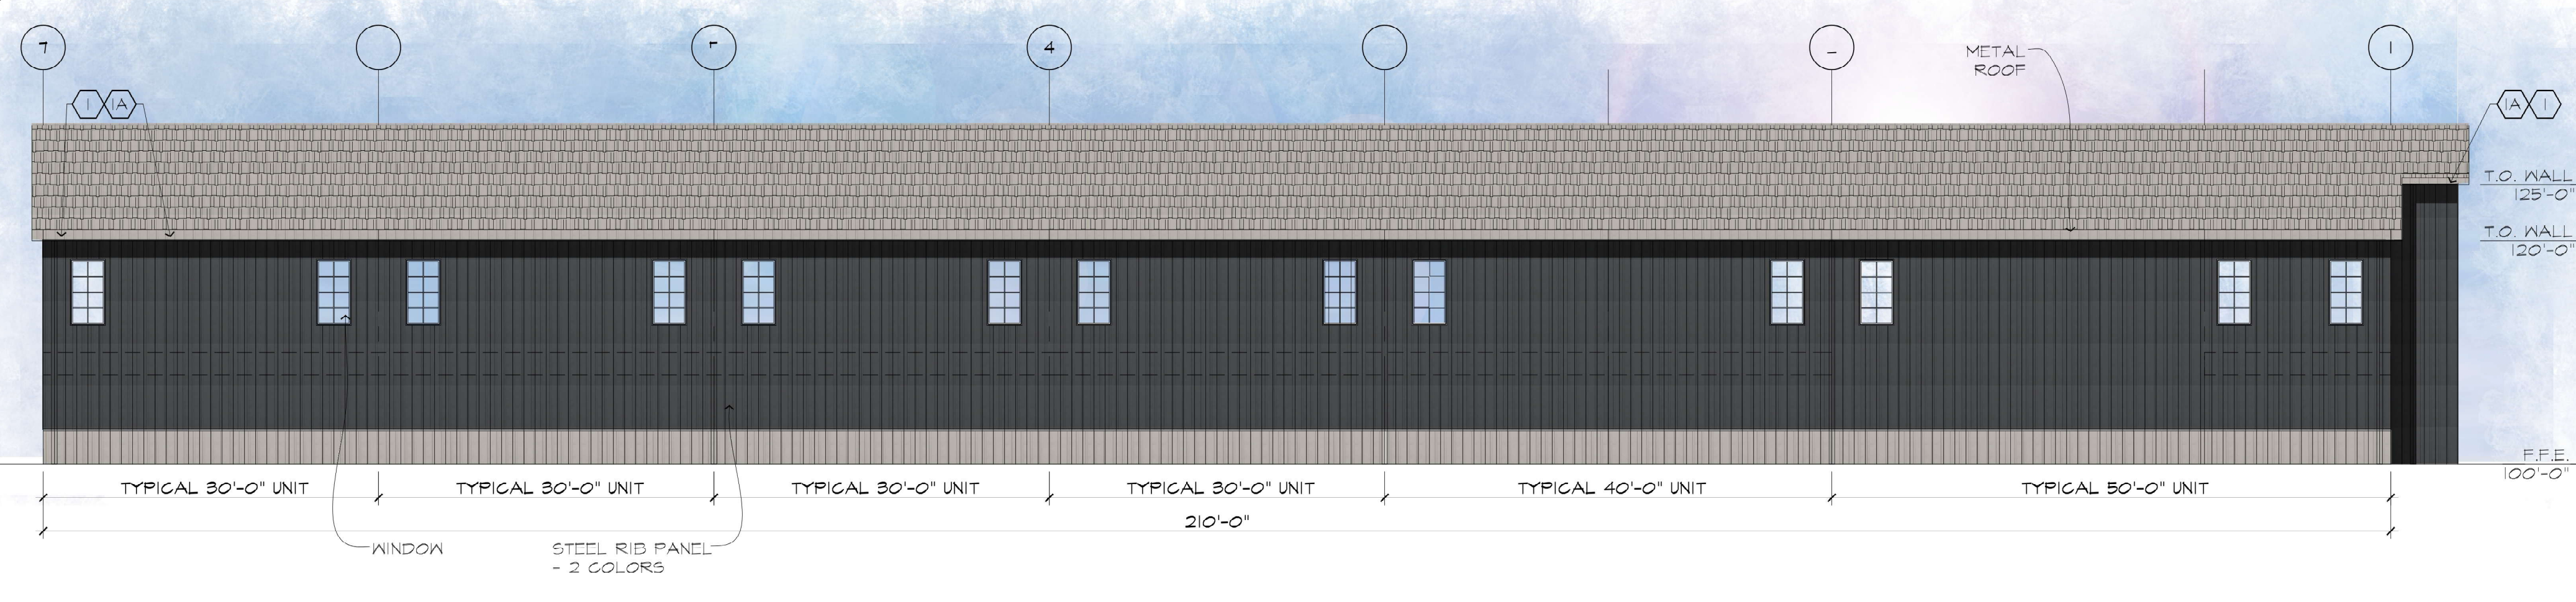 7
4
1
METAL
ROOF
1 1A
1A 1
T.O. WALL
125'-0"
T.O. WALL
120'-0"
F.F.E.
100'-0"
TYPICAL 30'-0" UNIT
TYPICAL 30'-0" UNIT
TYPICAL 30'-0" UNIT
TYPICAL 30'-0" UNIT
TYPICAL 40'-0" UNIT
TYPICAL 50'-0" UNIT
210'-0"
WINDOW
STEEL RIB PANEL
- 2 COLORS